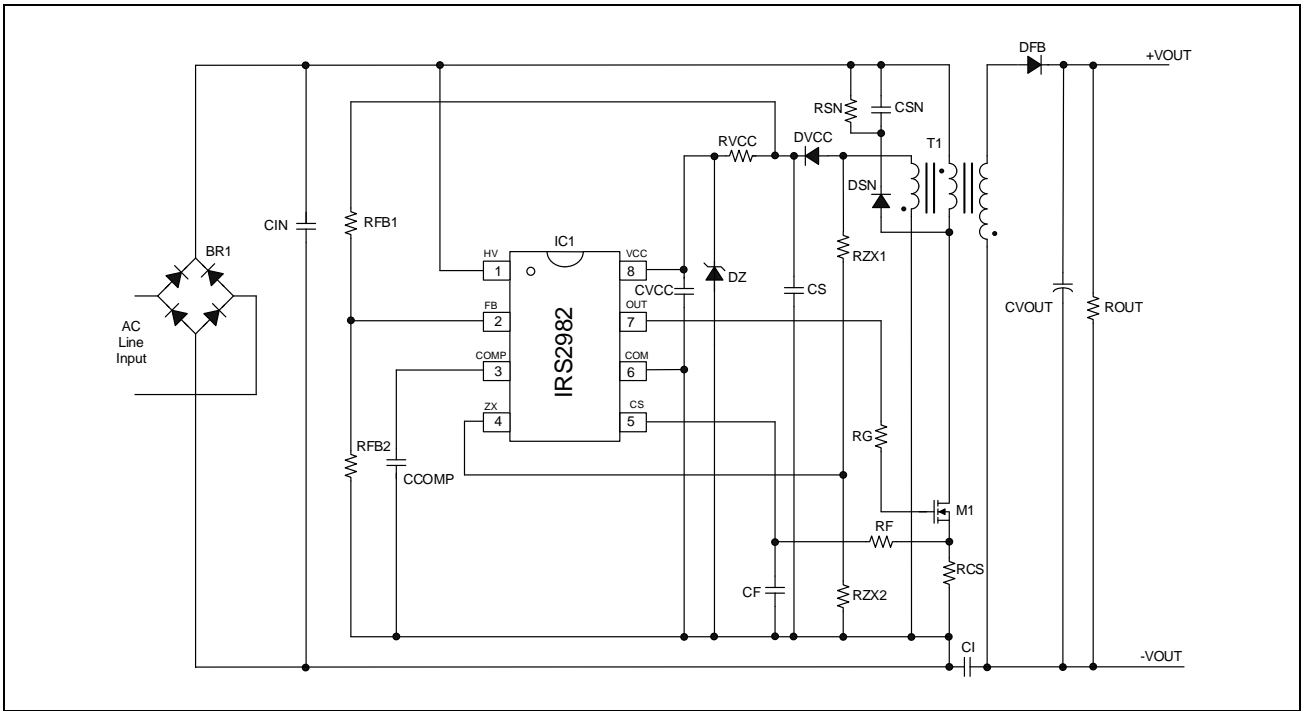 DFB
+VOUT
RSN
CSN
RVCC
DVCC
T1
DSN
CIN
RFB1
BR1
IC1
HV
VCC
1
8
RZX1
CVCC
DZ
CS
FB
OUT
2
7
CVOUT
ROUT
AC
Line
Input
IRS2982
COMP
COM
3
6
ZX
CS
4
5
RG
RFB2
CCOMP
M1
RF
RCS
CF
RZX2
CI
-VOUT